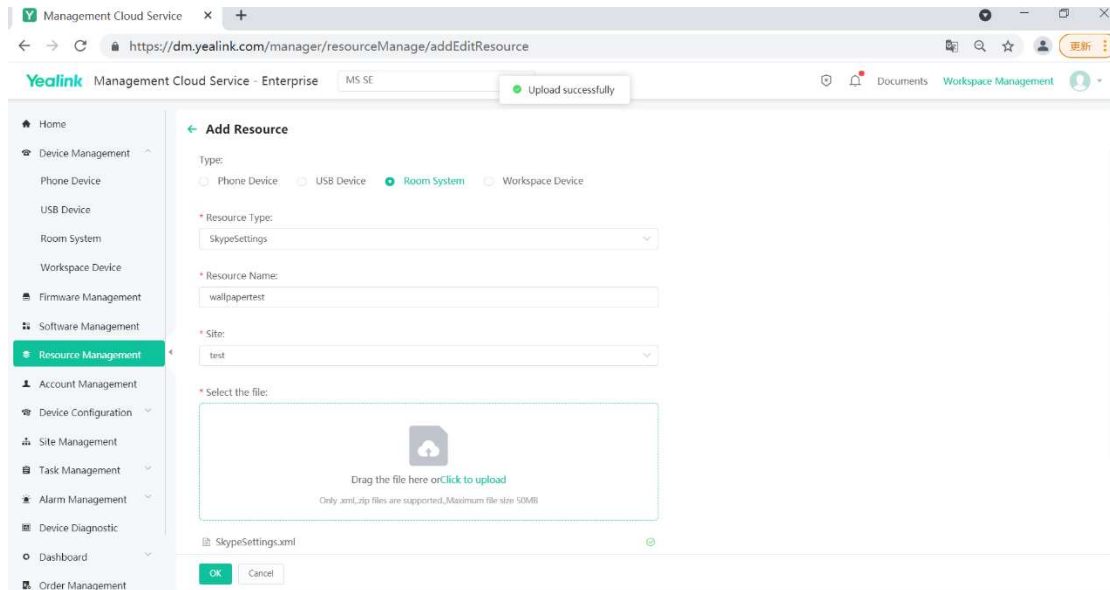 Management Cloud Service
https://dm.yealink.com/manager/resourceManage/addEditResource
更新
Yealink Management Cloud Service - Enterprise
MS SE
Upload successfully
Documents
Workspace Management
Home
Device Management
Phone Device
USB Device
Room System
Workspace Device
Firmware Management
Software Management
Resource Management
Account Management
Device Configuration
Site Management
Task Management
Alarm Management
Device Diagnostic
Dashboard
Order Management
Add Resource
Type:
Phone Device USB Device Room System Workspace Device
* Resource Type:
SkypeSettings
* Resource Name:
wallpapertest
* Site:
test
* Select the file:
Drag the file here orClick to upload
Only .xml,.zip files are supported.,Maximum file size 50MB
SkypeSettings.xml
OK Cancel